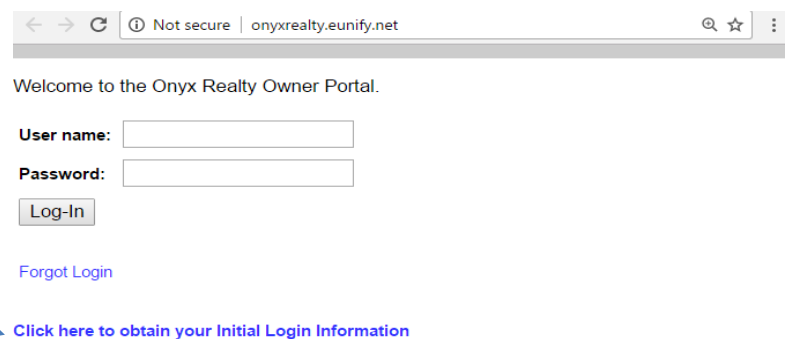 Not secure | onyxrealty.eunify.net
Welcome to the Onyx Realty Owner Portal.
User name:
Password:
Log-In
Forgot Login
Click here to obtain your Initial Login Information